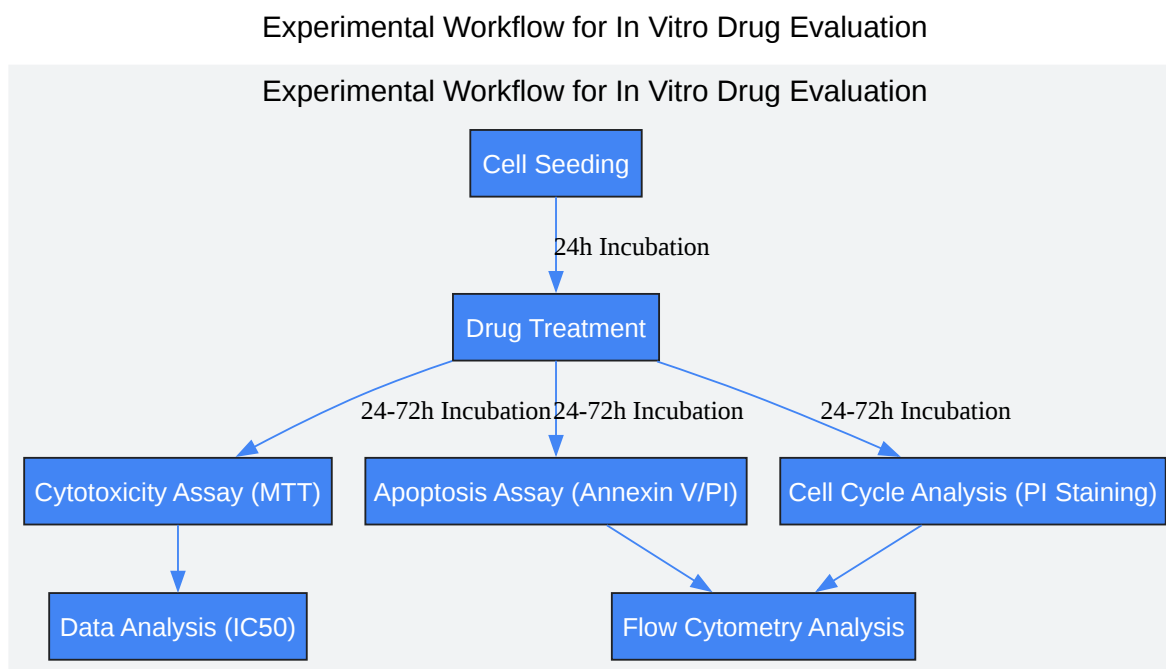 Experimental Workflow for In Vitro Drug Evaluation
Experimental Workflow for In Vitro Drug Evaluation
Cell Seeding
24h Incubation
Drug Treatment
24-72h Incubation
24-72h Incubation
24-72h Incubation
Cytotoxicity Assay (MTT)
Apoptosis Assay (Annexin V/PI)
Cell Cycle Analysis (PI Staining)
Data Analysis (IC50)
Flow Cytometry Analysis